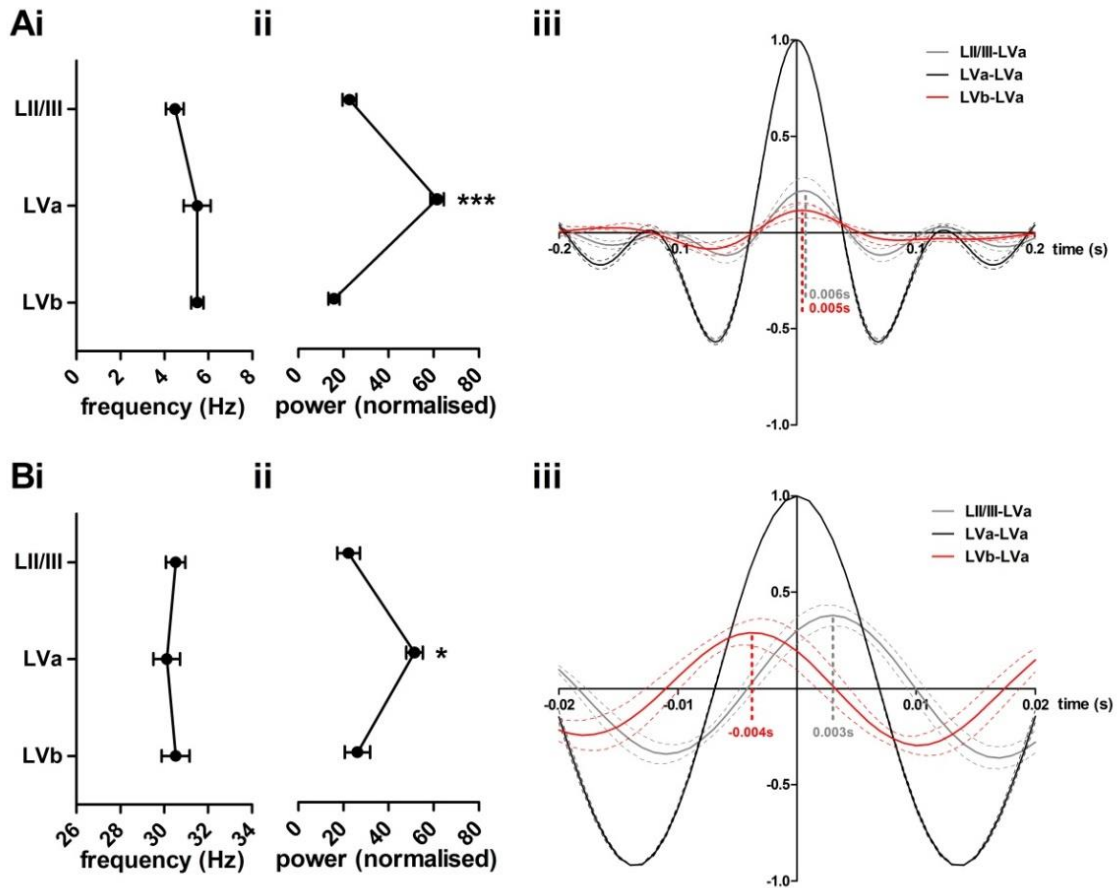 Ai
LII/III
LVa
LVb
0 2 4 6 8
frequency (Hz)
ii
***
0 20 40 60 80
power (normalised)
iii
LII/III-LVa
LVa-LVa
LVb-LVa
1.0
0.5
-0.2 -0.1 0.1 0.2 time (s)
0.006s
0.005s
-0.5
-1.0
Bi
LII/III
LVa
LVb
26 28 30 32 34
frequency (Hz)
ii
*
0 20 40 60 80
power (normalised)
iii
LII/III-LVa
LVa-LVa
LVb-LVa
1.0
0.5
-0.02 -0.01 0.01 0.02 time (s)
-0.004s 0.003s
-0.5
-1.0